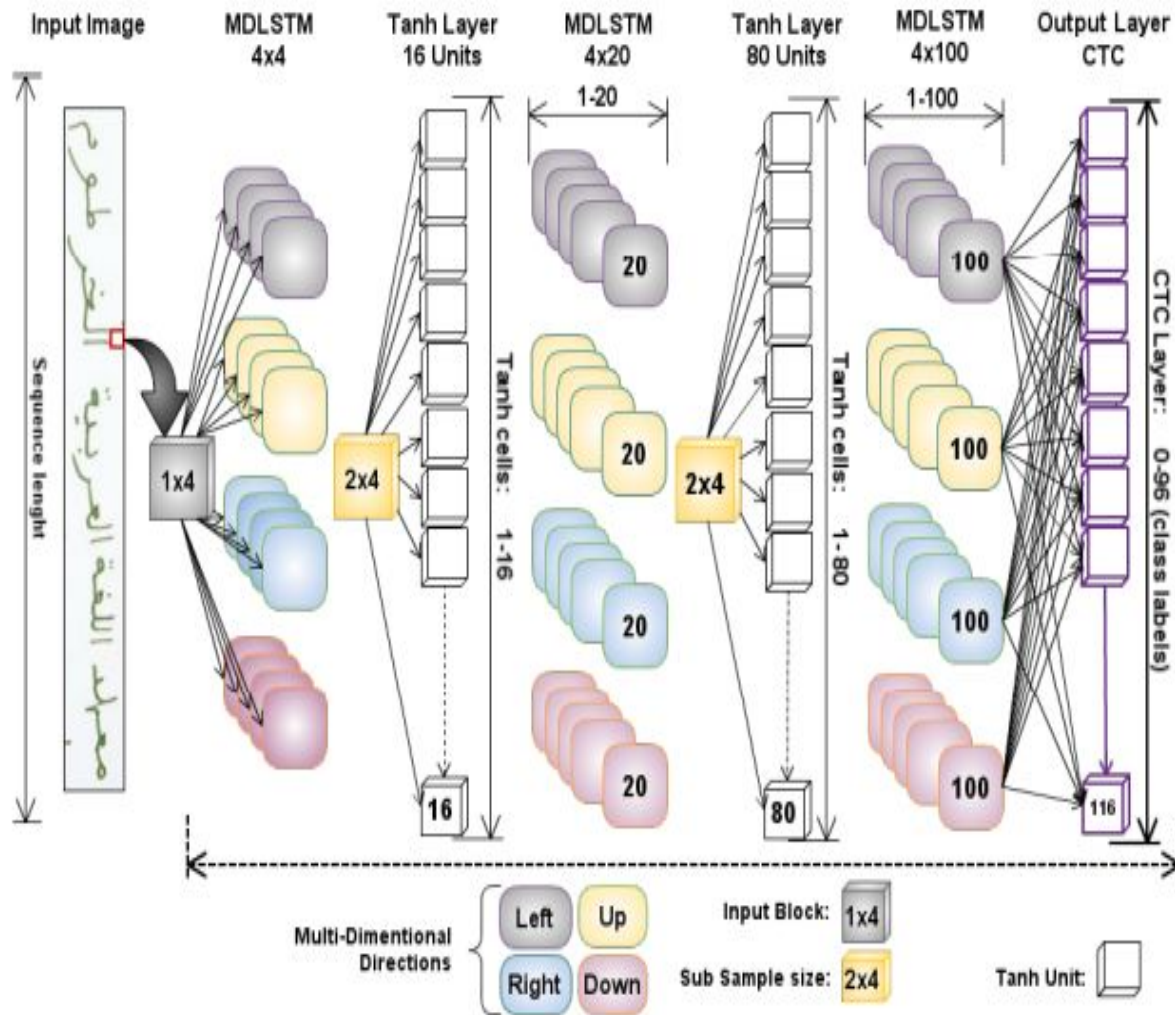 Input Image
MDLSTM
4x4
Tanh Layer
16 Units
MDLSTM
4x20
Tanh Layer
80 Units
MDLSTM
4x100
Output Layer
CTC
1-20
1-100
Sequence lenght
1x4
2x4
Tanh cells: 1-16
16
20
20
20
20
2x4
Tanh cells: 1-80
80
100
100
100
100
116
CTC Layer: 0-96 (class labels)
Multi-Dimentional
Directions
Left
Up
Right
Down
Input Block:
1x4
Sub Sample size:
2x4
Tanh Unit: